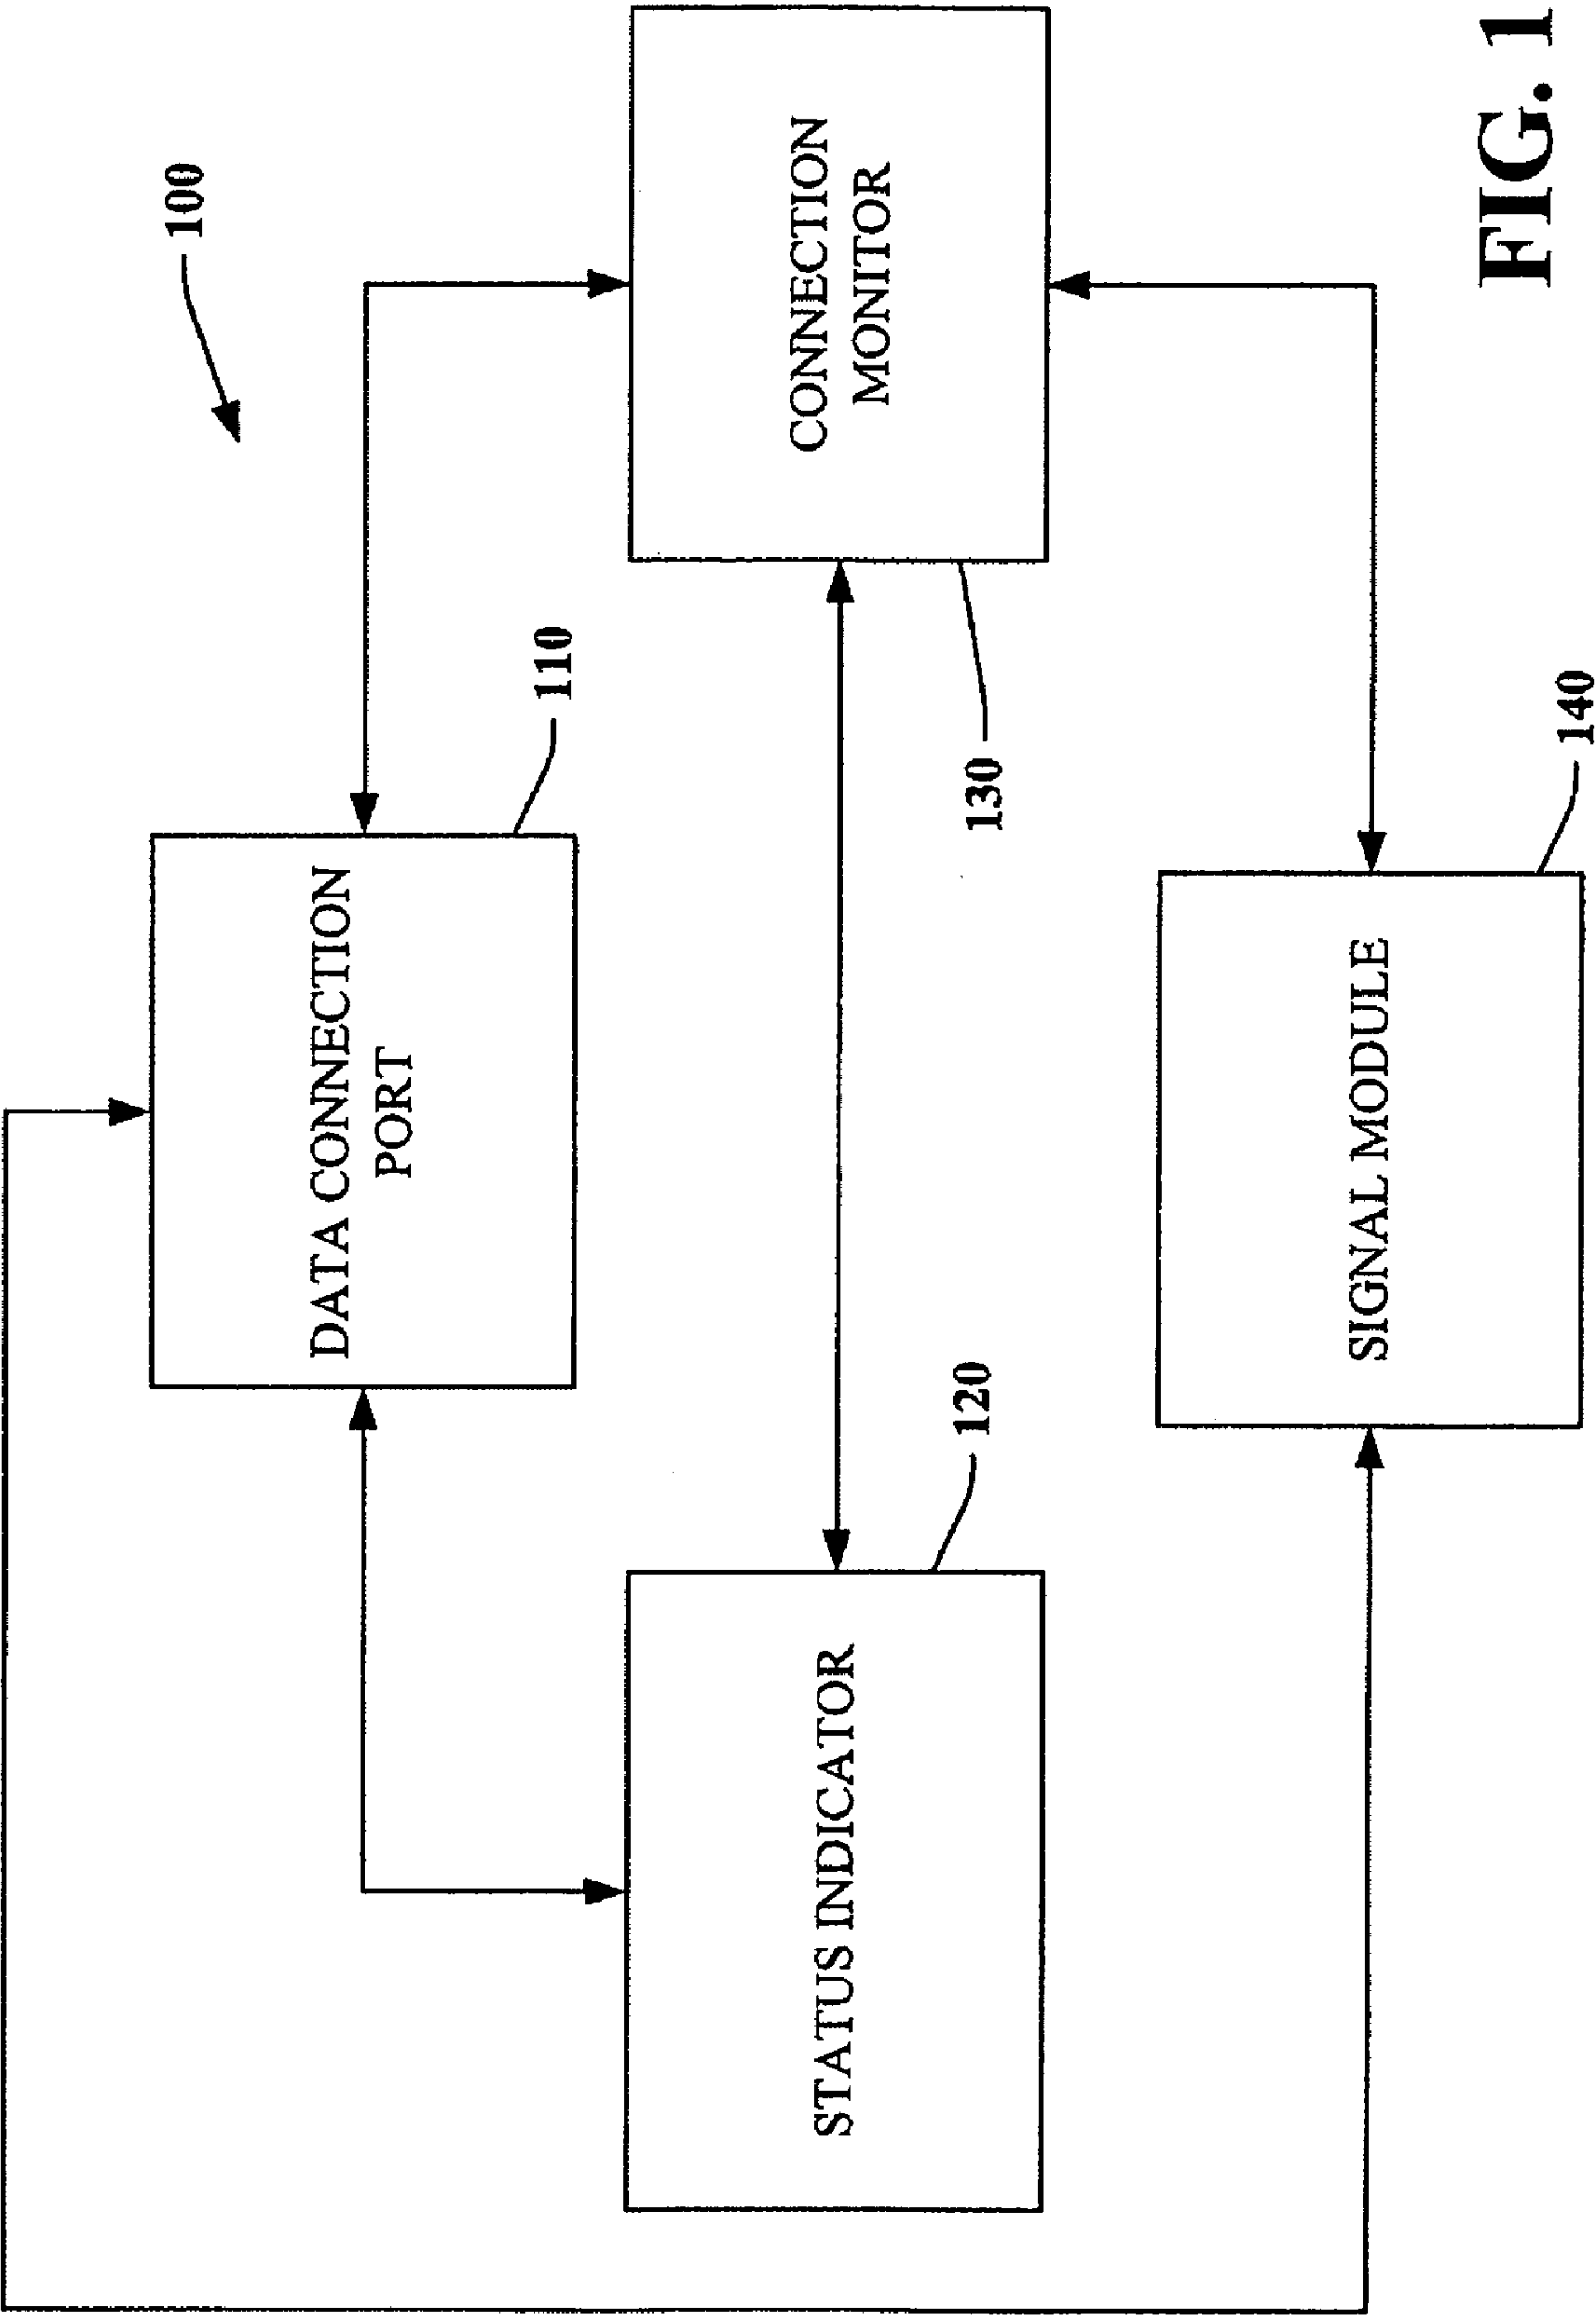 100
DATA CONNECTION
PORT
110
STATUS INDICATOR
120
CONNECTION
MONITOR
130
SIGNAL MODULE
140
FIG. 1